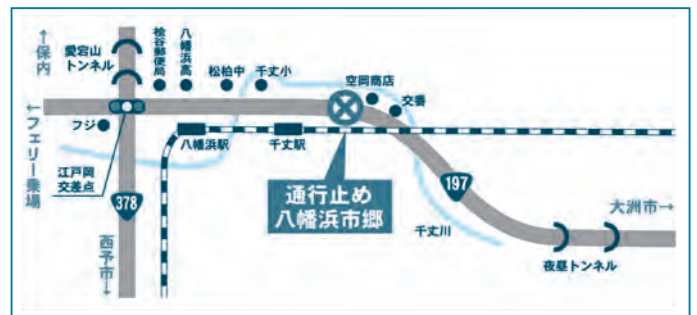 ↑保内
愛宕山
トンネル
桧谷郵便局
八幡浜高
松柏中
千丈小
空岡商店
交番
←フェリー乗場
フジ
八幡浜駅
千丈駅
江戸岡
交差点
通行止め
八幡浜市郷
378
197
大洲市→
千丈川
西予市→
夜昼トンネル